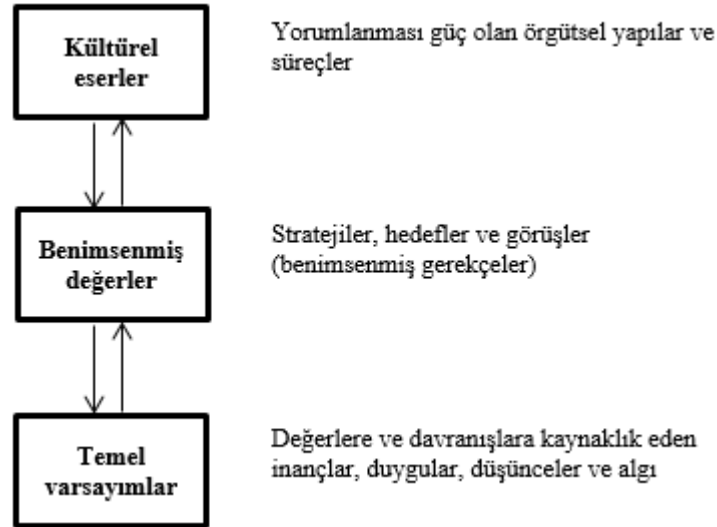 Kültürel
eserler
Yorumlanması güç olan örgütsel yapılar ve
süreçler
Benimsenmiş
değerler
Stratejiler, hedefler ve görüşler
(benimsenmiş gerekçeler)
Temel
varsayımlar
Değerlere ve davranışlara kaynaklık eden
inançlar, duygular, düşünceler ve algı